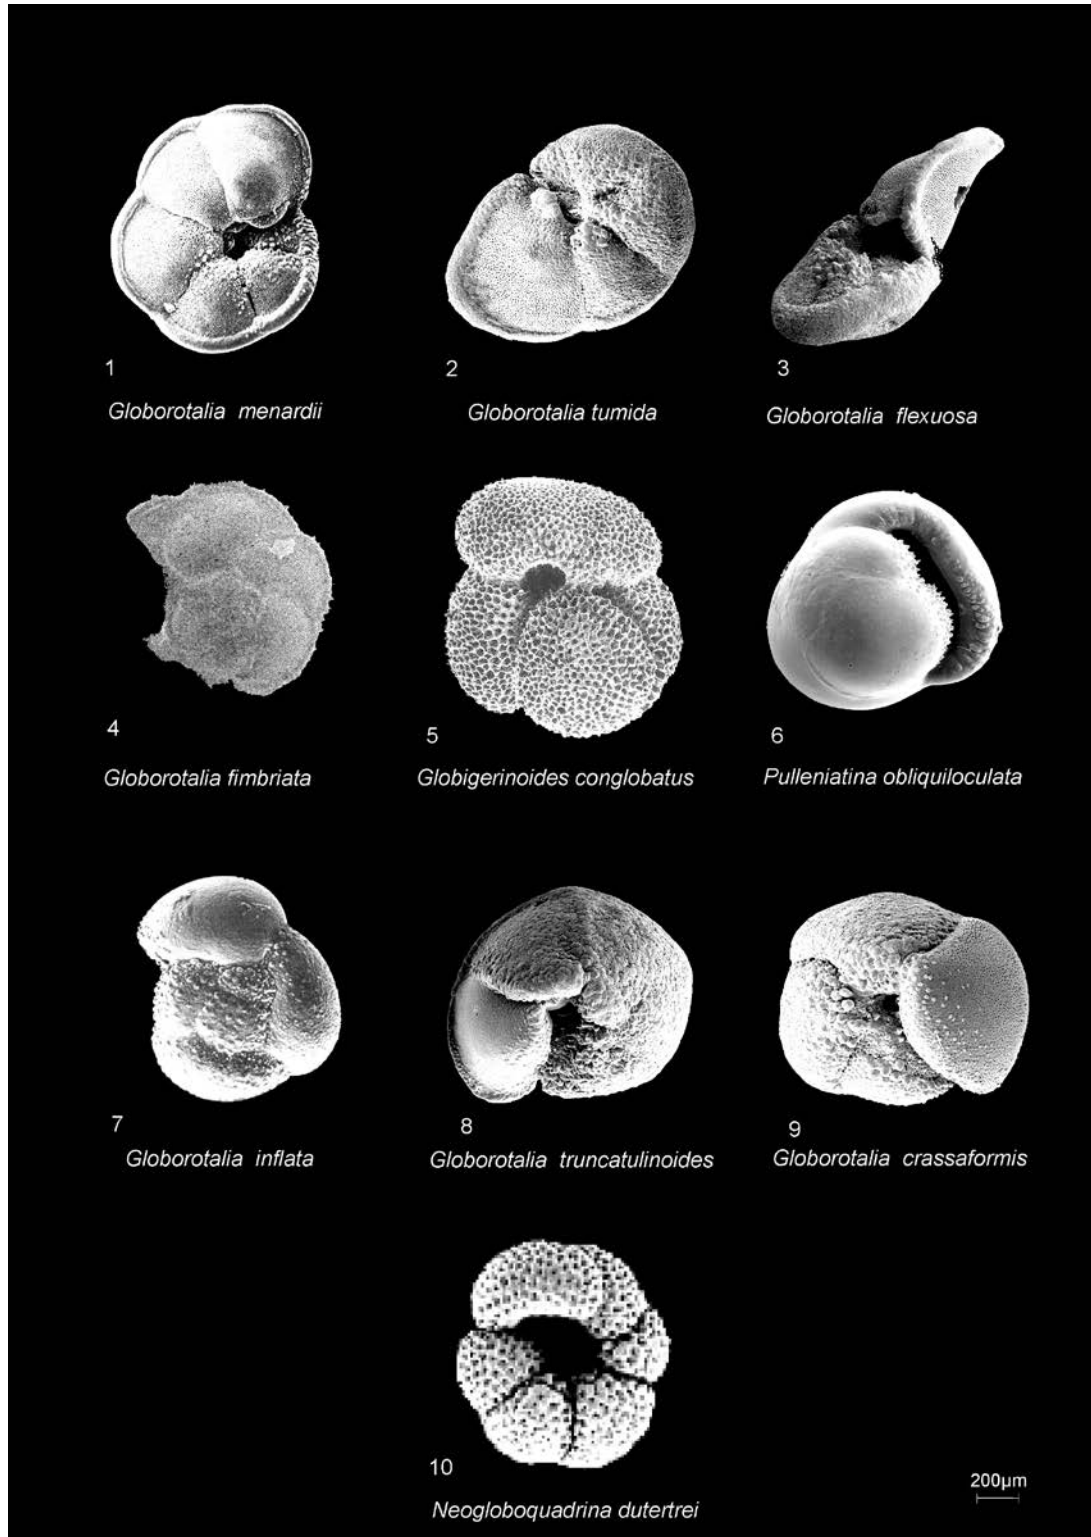 1 2 3
Globorotalia menardii Globorotalia tumida Globorotalia flexuosa
4 5 6
Globorotalia fimbriata Globigerinoides conglobatus Pulleniatina obliquiloculata
7 8 9
Globorotalia inflata Globorotalia truncatulinoides Globorotalia crassaformis
10
200µm
Neogloboquadrina dutertrei